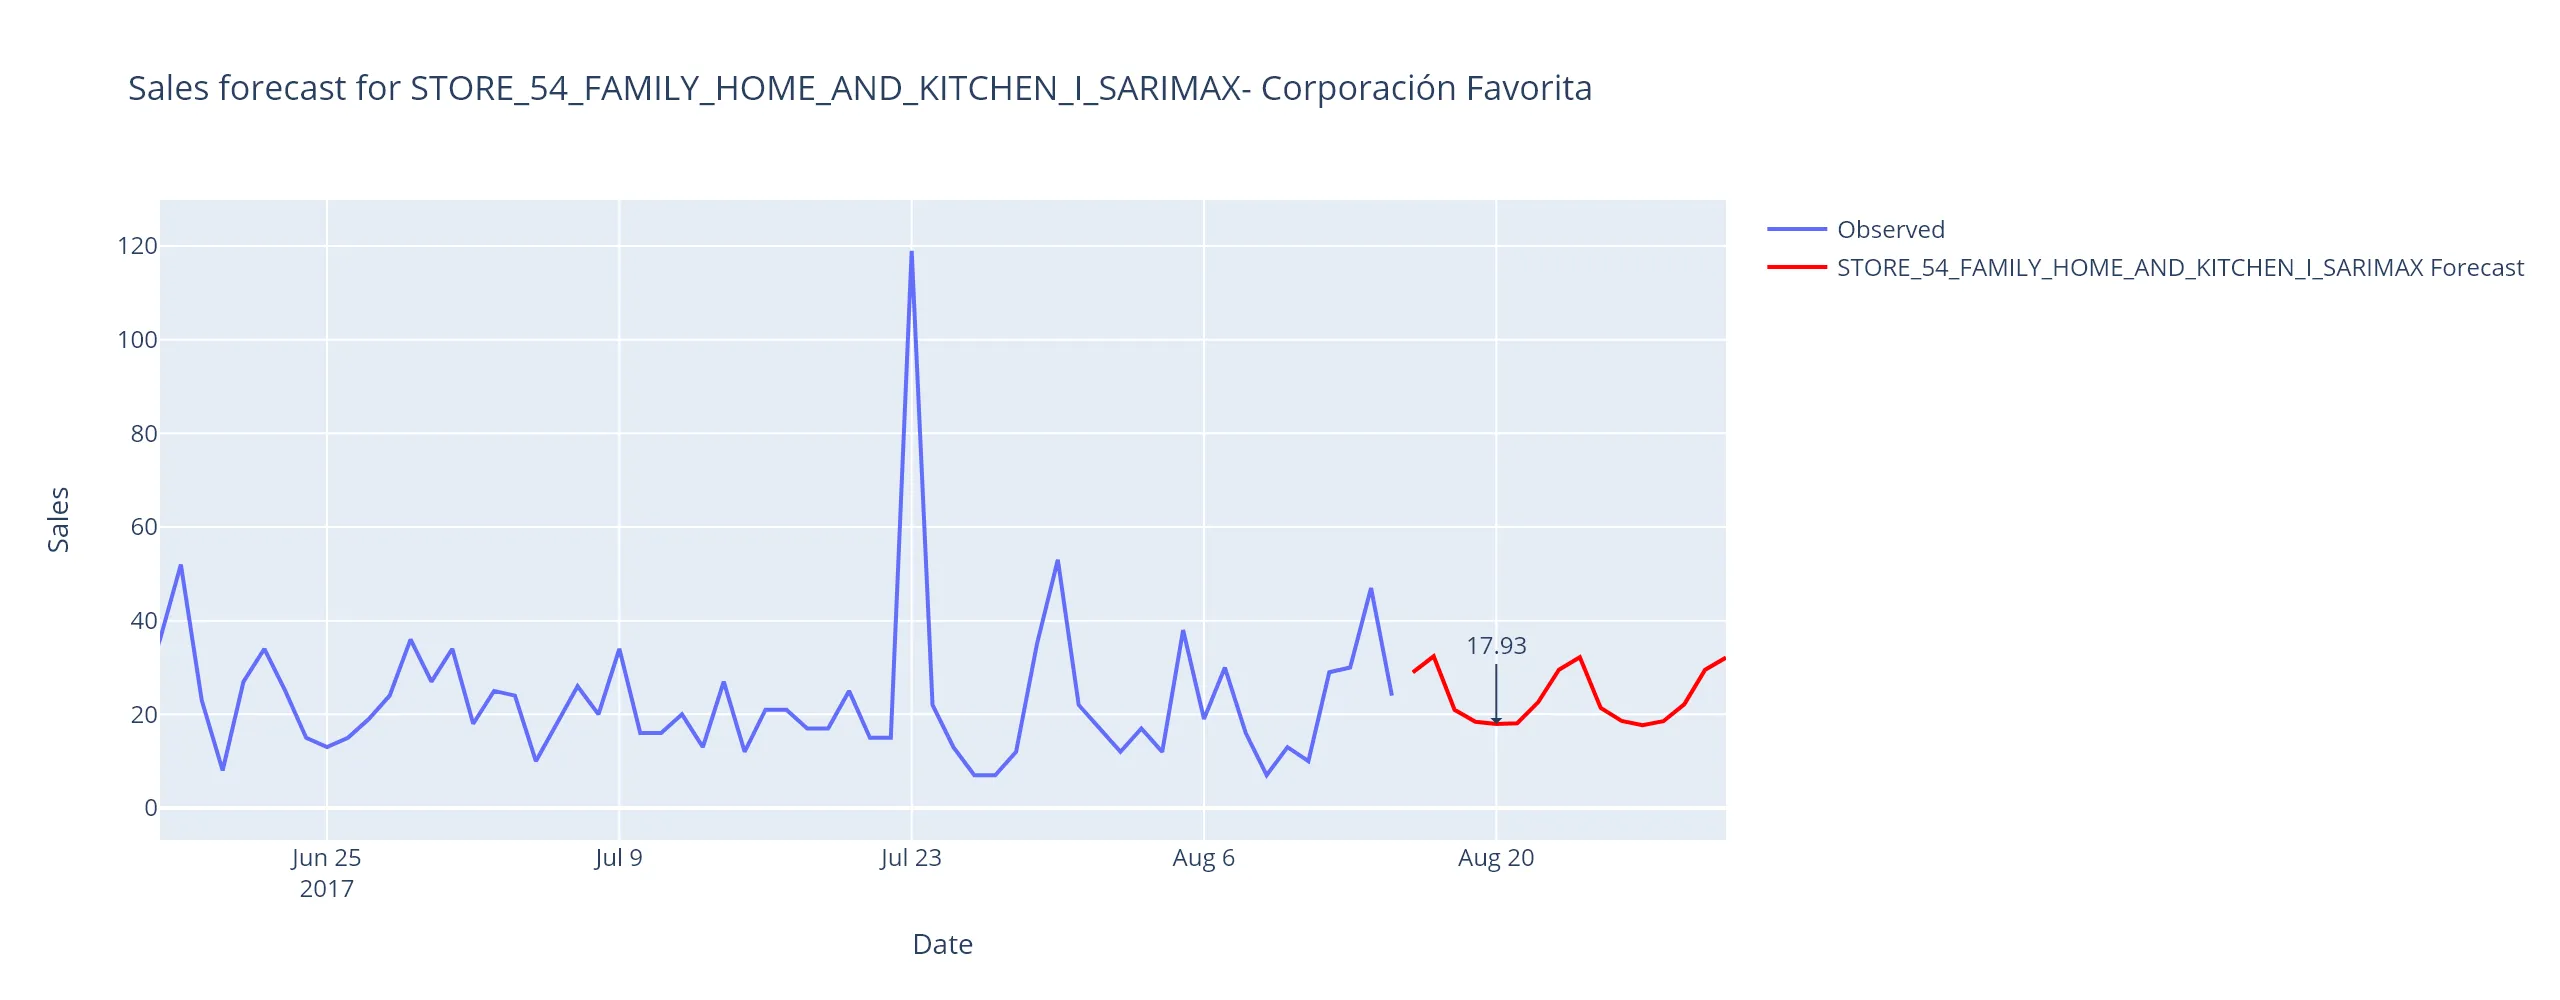 Sales forecast for STORE_54_FAMILY_HOME_AND_KITCHEN_I_SARIMAX- Corporación Favorita
Observed
STORE_54_FAMILY_HOME_AND_KITCHEN_I_SARIMAX Forecast
120
100
80
60
40
20
0
Sales
17.93
Jun 25
2017
Jul 9
Jul 23
Aug 6
Aug 20
Date